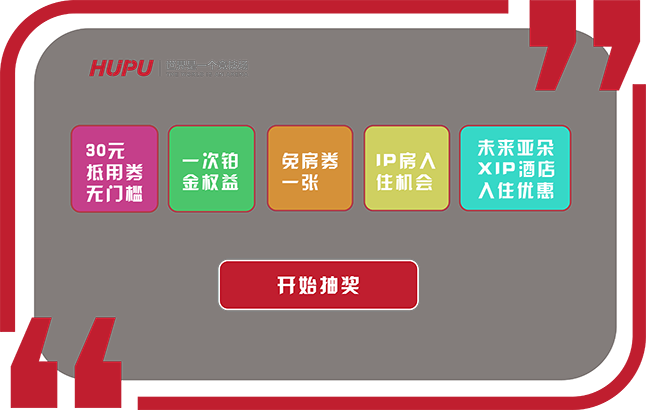 HUPU
30元
抵用券
无门槛
一次铂
金权益
免房券
一张
IP房入
住机会
未来亚朵
XIP酒店
入住优惠
开始抽奖